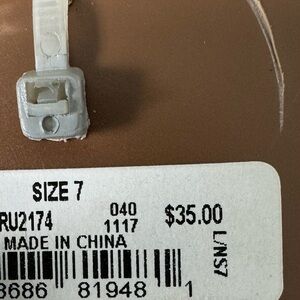 SIZE 7
RU2174 040 1117 $35.00
MADE IN CHINA
L/NS7
8686 81948 1